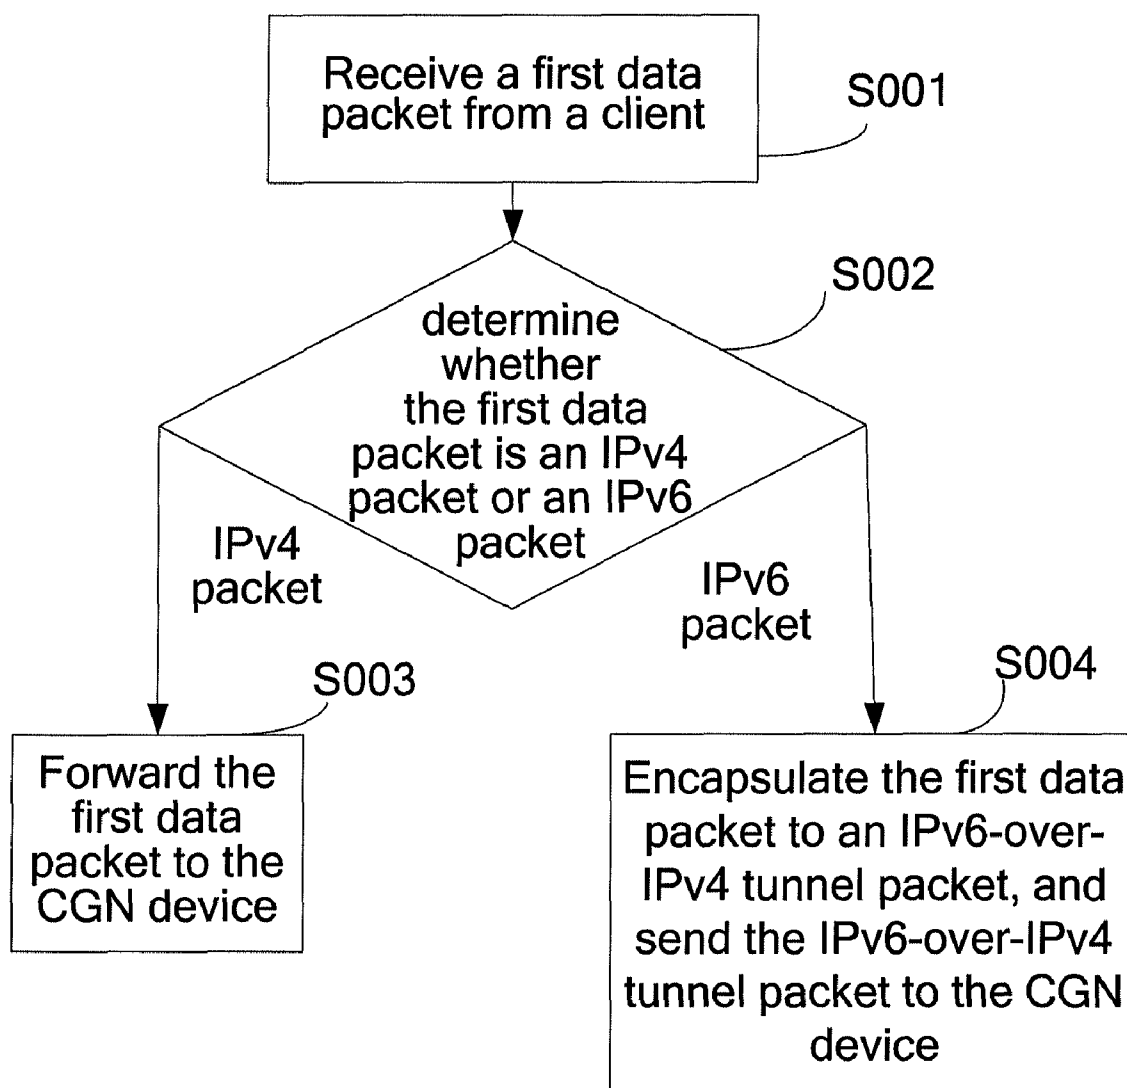 Receive a first data
packet from a client
S001
S002
determine
whether
the first data
packet is an IPv4
packet or an IPv6
packet
IPv4
packet
IPv6
packet
S003
S004
Forward the
first data
packet to the
CGN device
Encapsulate the first data
packet to an IPv6-over-
IPv4 tunnel packet, and
send the IPv6-over-IPv4
tunnel packet to the CGN
device